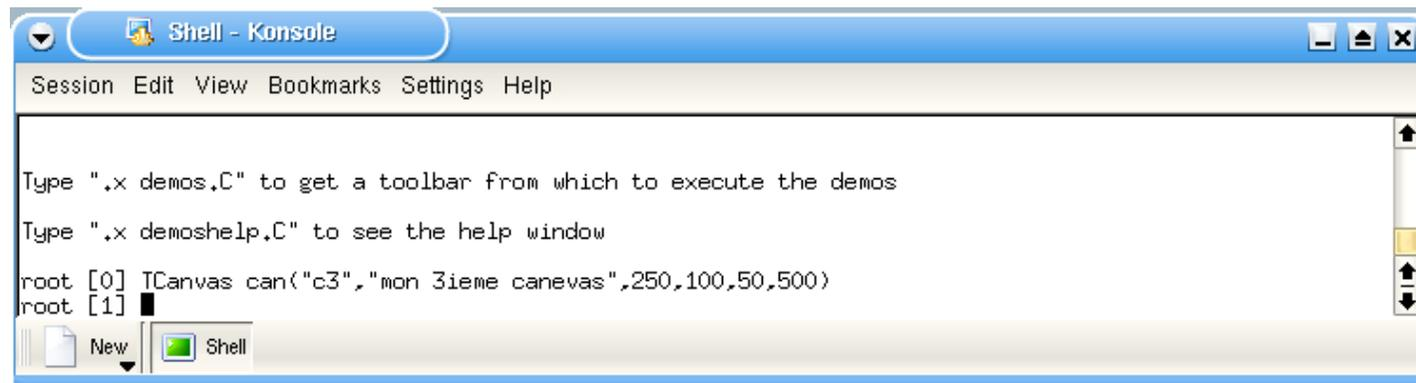 Shell - Konsole
Session Edit View Bookmarks Settings Help
Type ".x demos.C" to get a toolbar from which to execute the demos
Type ".x demoshelp.C" to see the help window
root [0] TCanvas can("c3","mon 3ieme canevas",250,100,50,500)
root [1]
New Shell